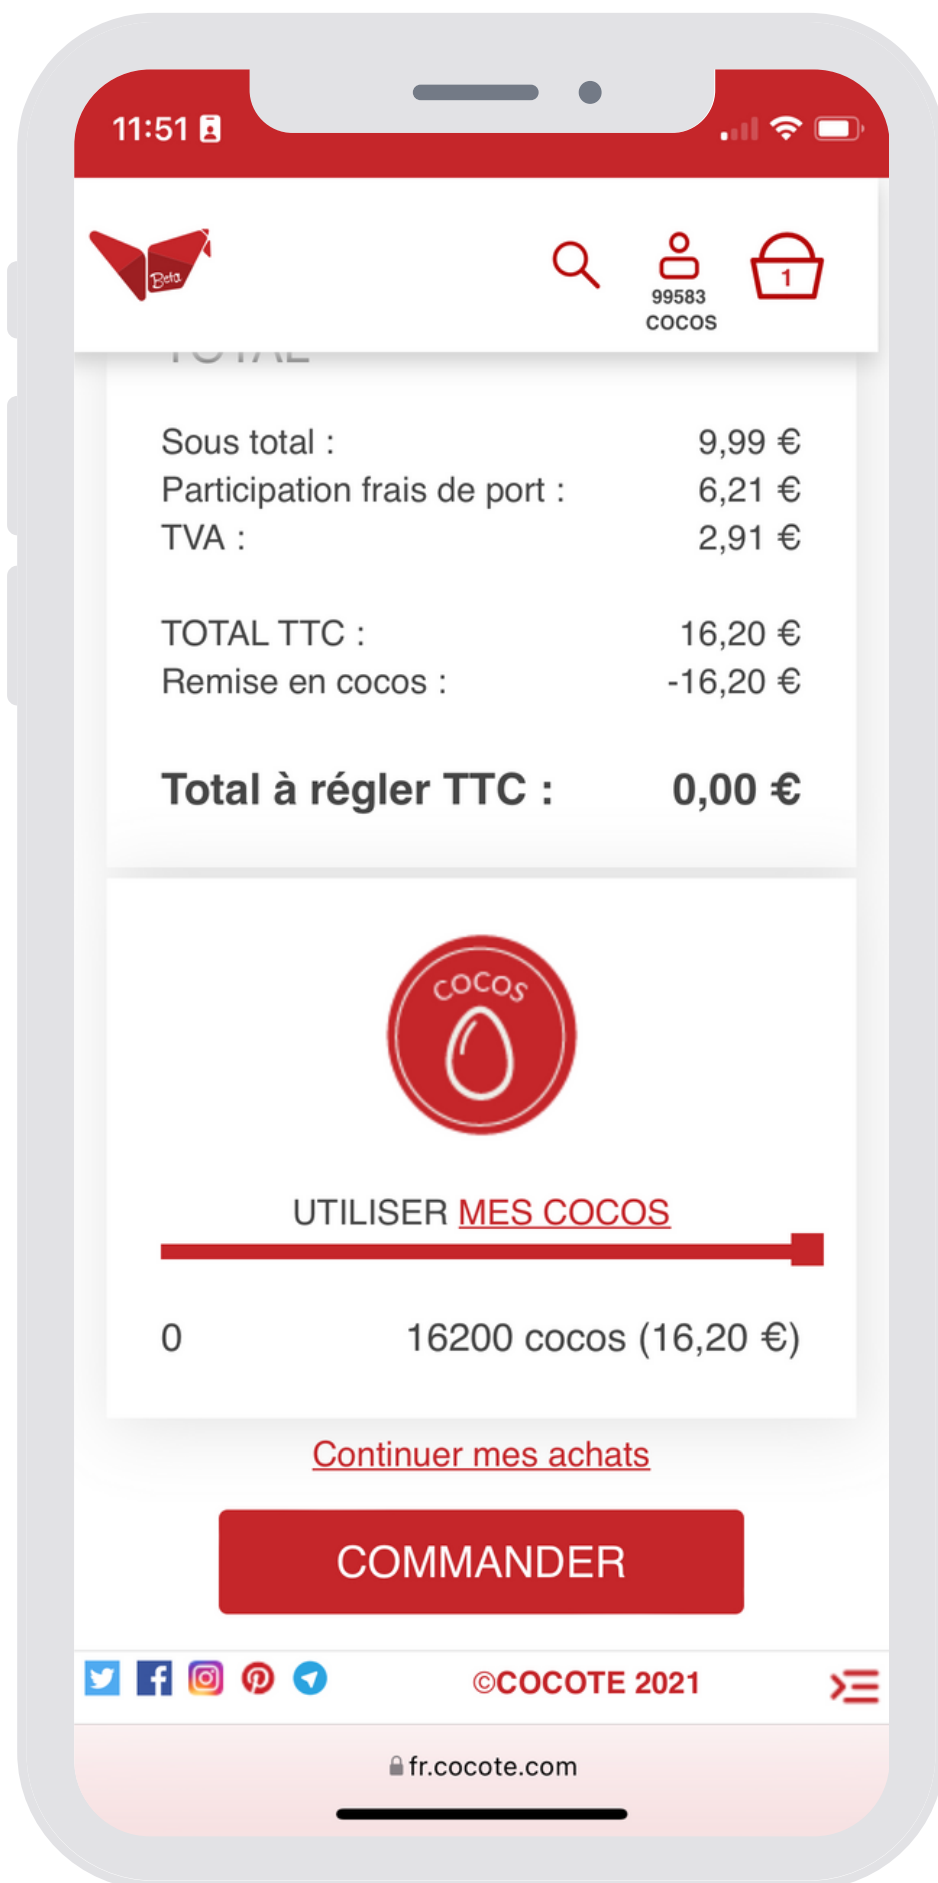 11:51
Beta
1
99583
COCOS
TOTAL
Sous total : 9,99 €
Participation frais de port : 6,21 €
TVA : 2,91 €
TOTAL TTC : 16,20 €
Remise en cocos : -16,20 €
Total à régler TTC : 0,00 €
COCOS
UTILISER MES COCOS
0 16200 cocos (16,20 €)
Continuer mes achats
COMMANDER
©COCOTE 2021
fr.cocote.com